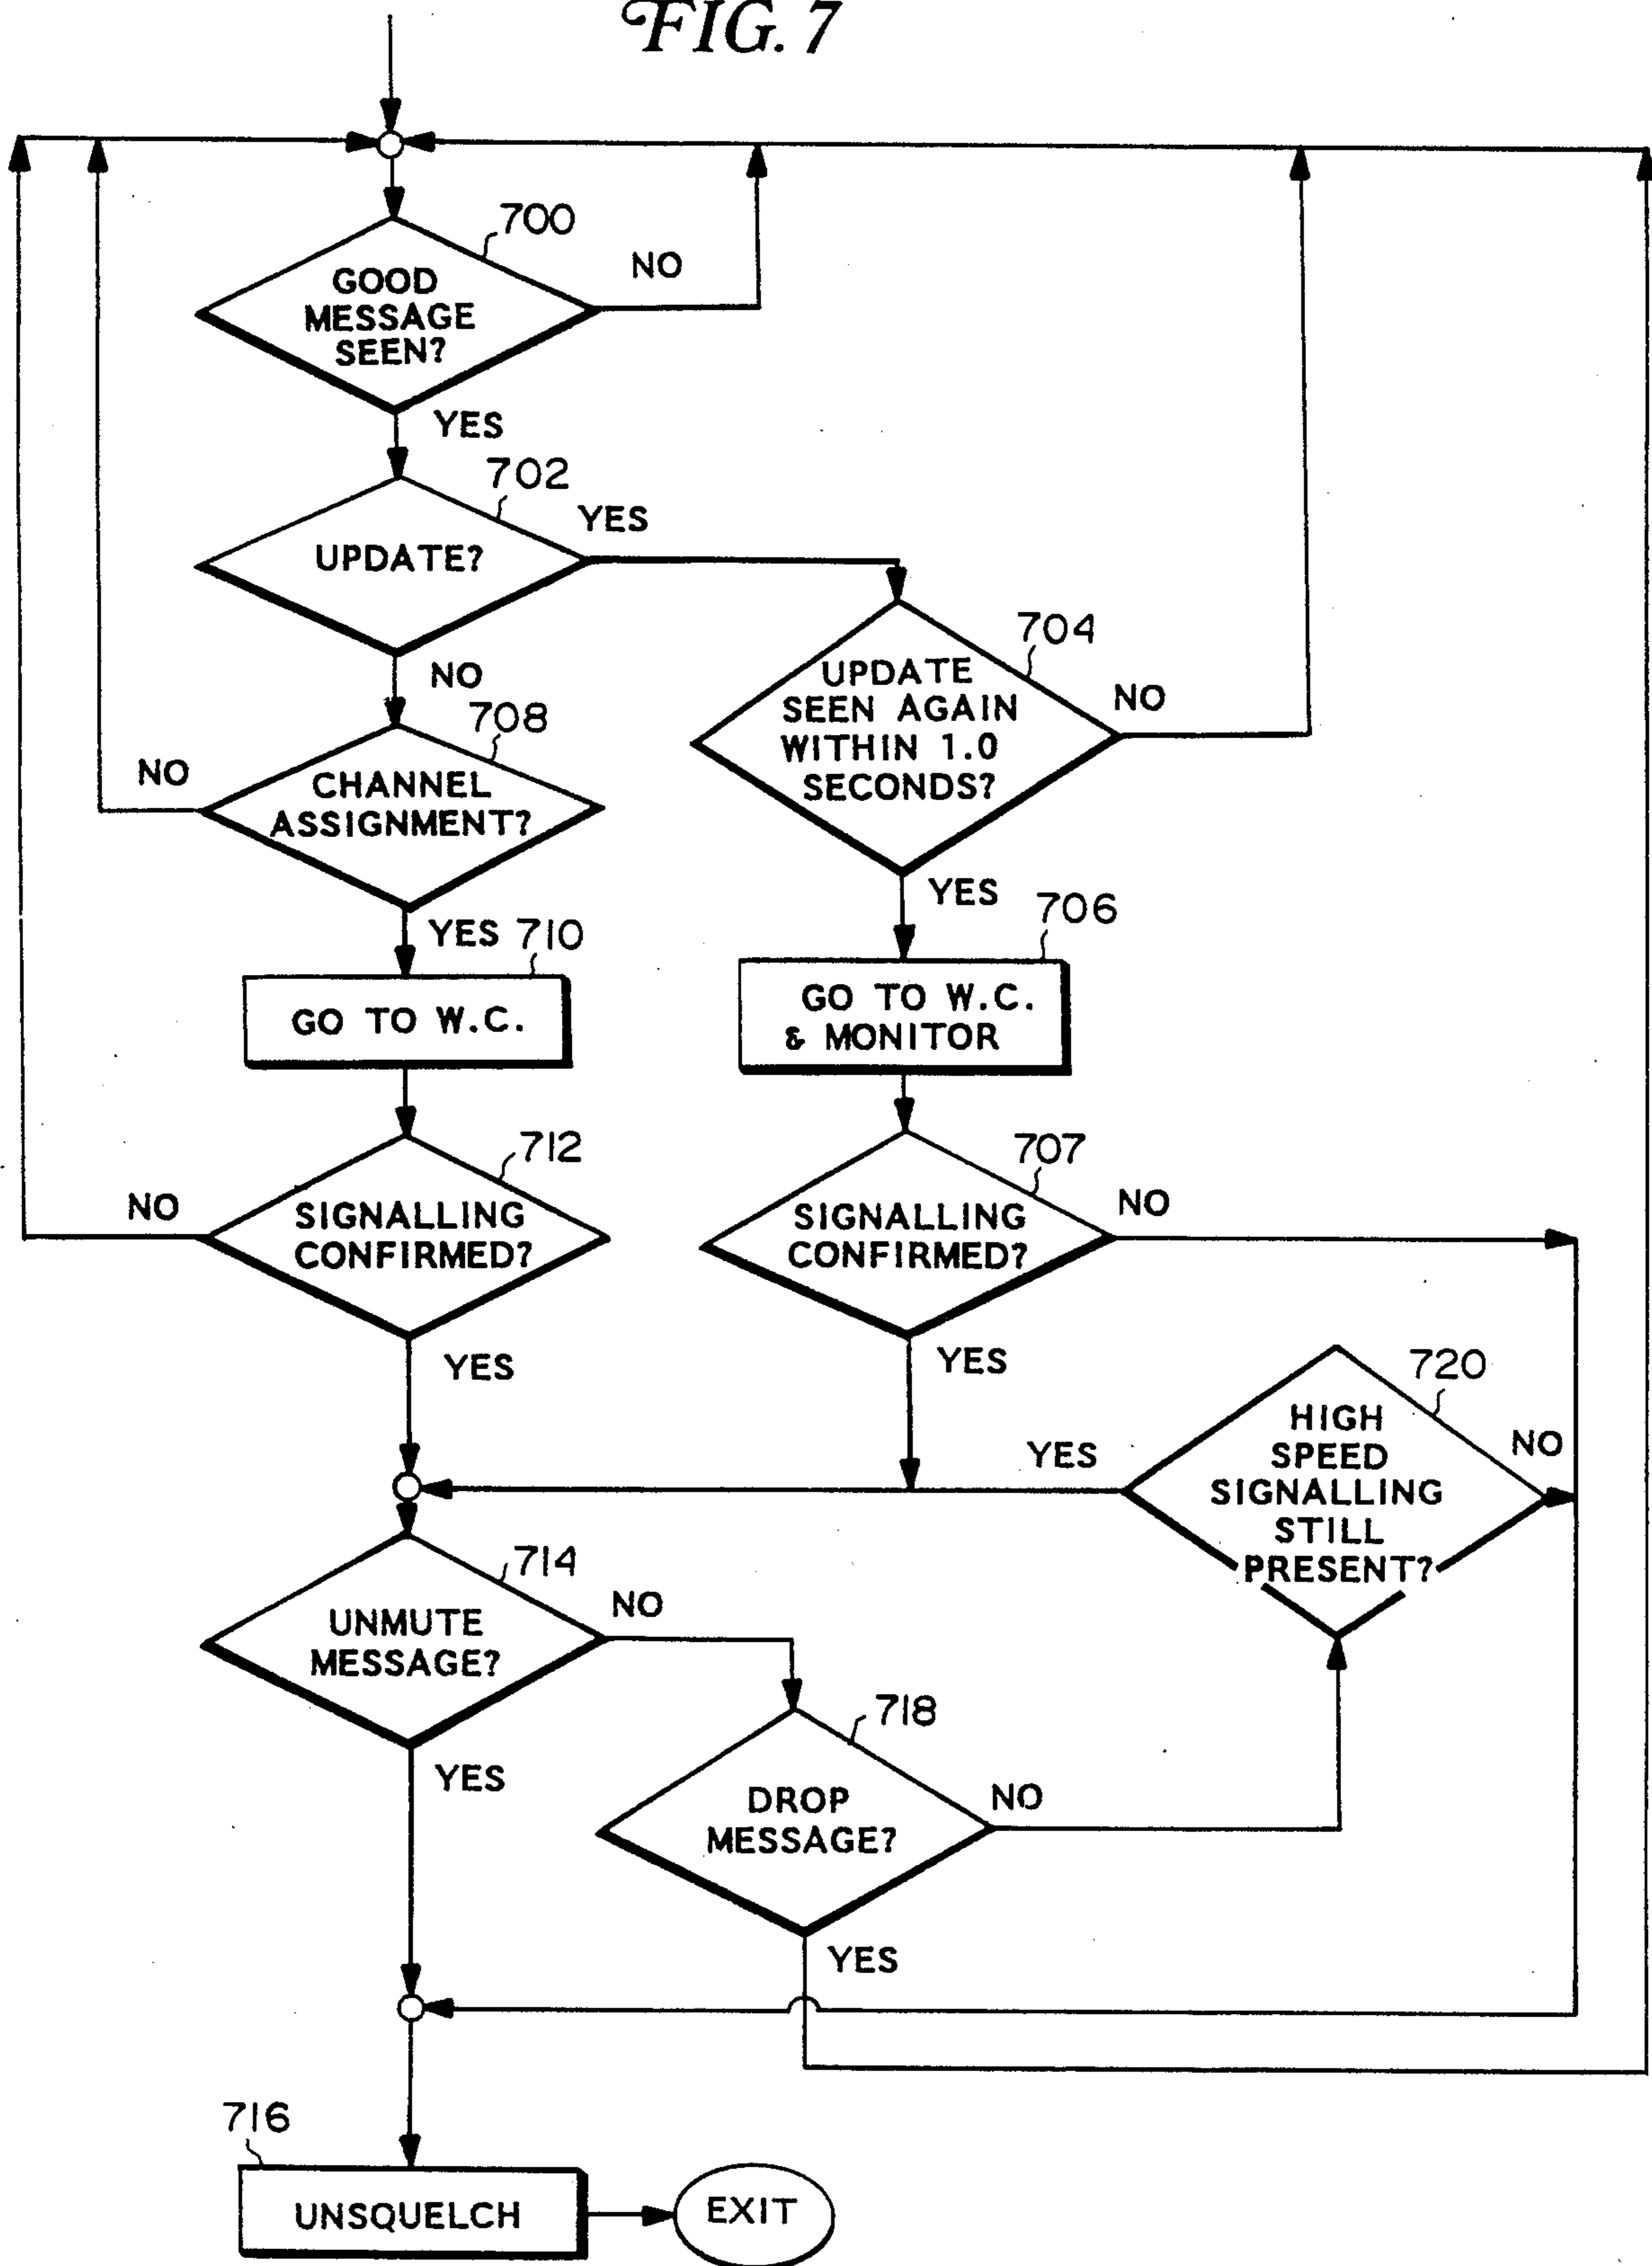 FIG. 7
700
GOOD
MESSAGE
SEEN?
NO
YES
702
UPDATE?
YES
NO
704
UPDATE
SEEN AGAIN
WITHIN 1.0
SECONDS?
NO
YES
708
CHANNEL
ASSIGNMENT?
NO
YES
710
GO TO W.C.
706
GO TO W.C.
& MONITOR
712
SIGNALLING
CONFIRMED?
NO
YES
707
SIGNALLING
CONFIRMED?
NO
YES
720
HIGH
SPEED
SIGNALLING
STILL
PRESENT?
NO
YES
714
UNMUTE
MESSAGE?
NO
YES
718
DROP
MESSAGE?
NO
YES
716
UNSQUELCH
EXIT